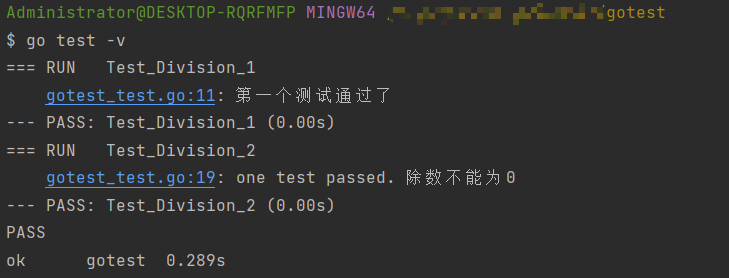 Administrator@DESKTOP-RQRFMFP MINGW64 gotest
$ go test -v
=== RUN   Test_Division_1
    gotest_test.go:11: 第一个测试通过了
--- PASS: Test_Division_1 (0.00s)
=== RUN   Test_Division_2
    gotest_test.go:19: one test passed. 除数不能为0
--- PASS: Test_Division_2 (0.00s)
PASS
ok      gotest  0.289s